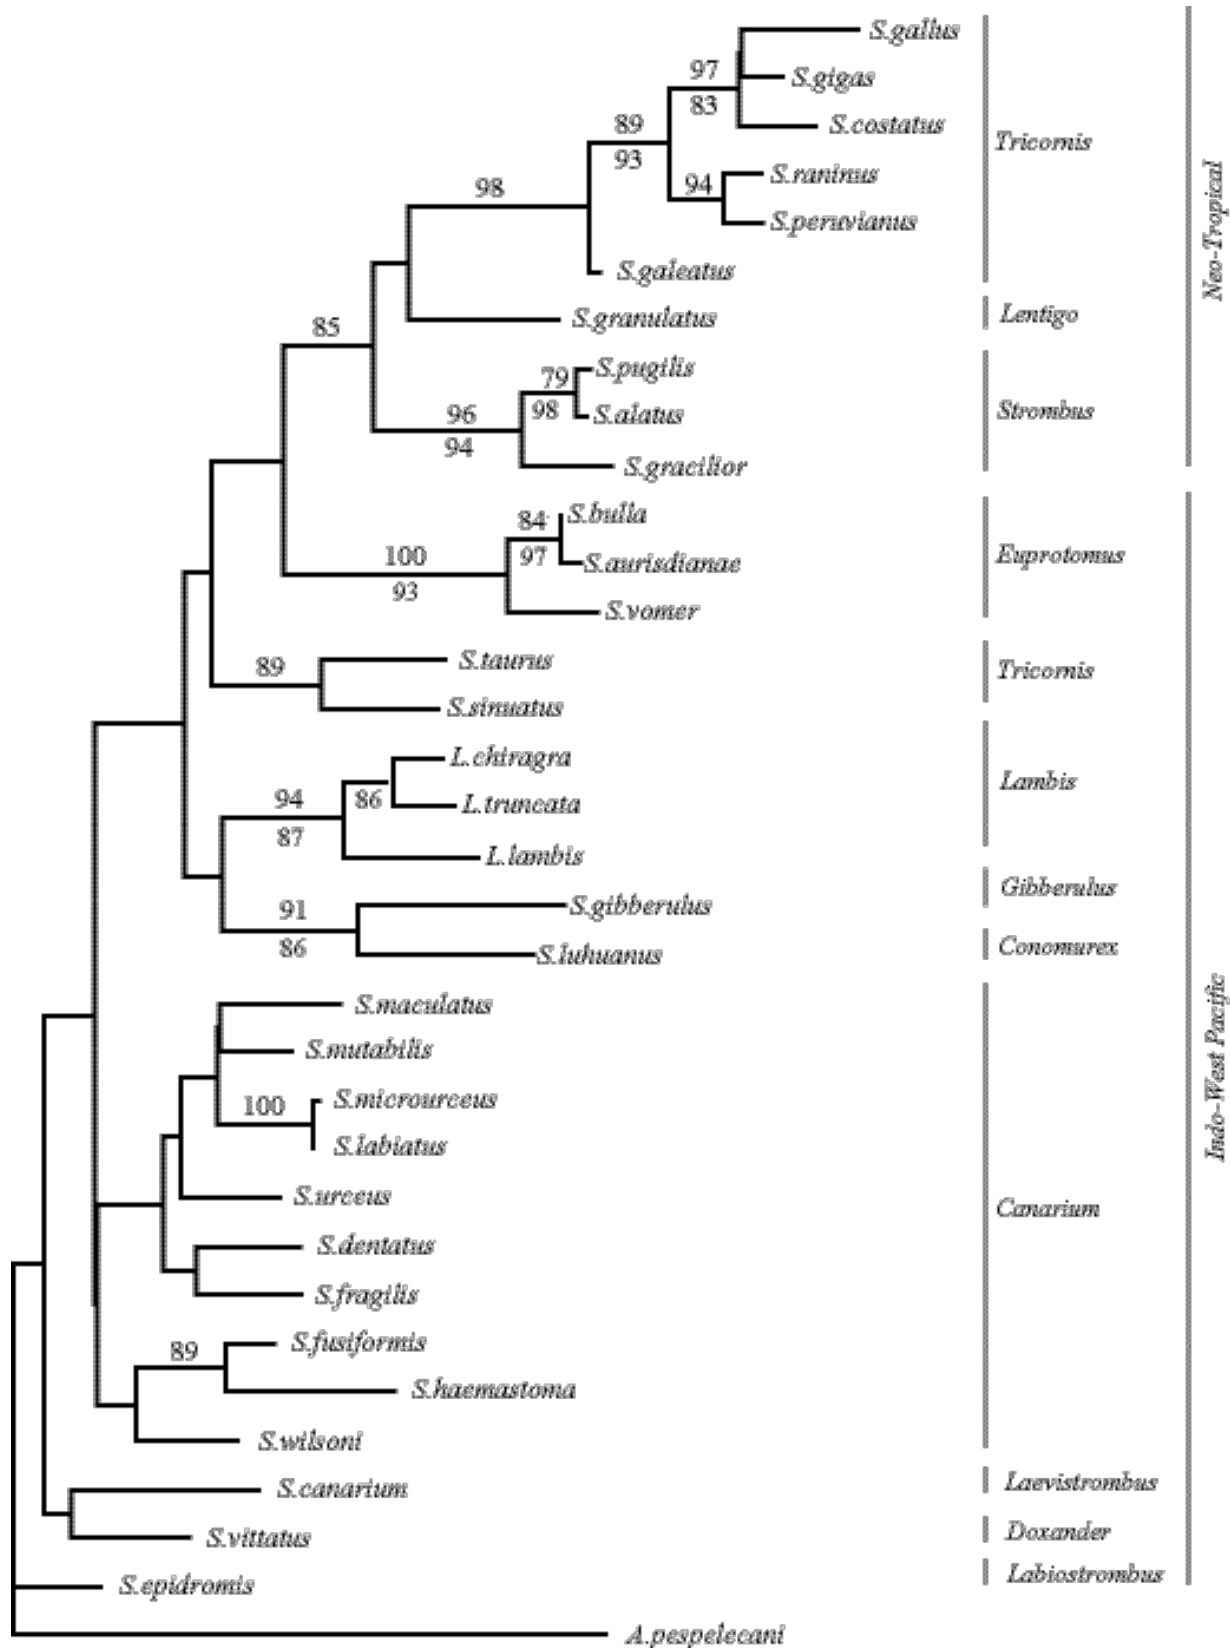 S.gallus
97
S.gigas
83
S.costatus
89
Tricornis
93
S.raninus
94
98
S.peruvianus
Neo-Tropical
S.galeatus
S.granulatus
Lentigo
85
S.pugilis
79
98
S.alatus
Strombus
96
94
S.gracilior
S.bulla
84
97
S.aurisdianae
Euprotomus
100
93
S.vomer
S.taurus
89
Tricornis
S.sinuatus
L.chiragra
Lambis
94
86
L.truncata
87
L.lambis
Gibberulus
91
S.gibberulus
86
S.luhuanus
Conomurex
S.maculatus
S.mutabilis
Indo-West Pacific
100
S.microurceus
S.labiatus
S.urceus
Canarium
S.dentatus
S.fragilis
S.fusiformis
89
S.haemastoma
S.wilsoni
S.canarium
Laevistrombus
S.vittatus
Doxander
S.epidromis
Labiostrombus
A.pespelecani